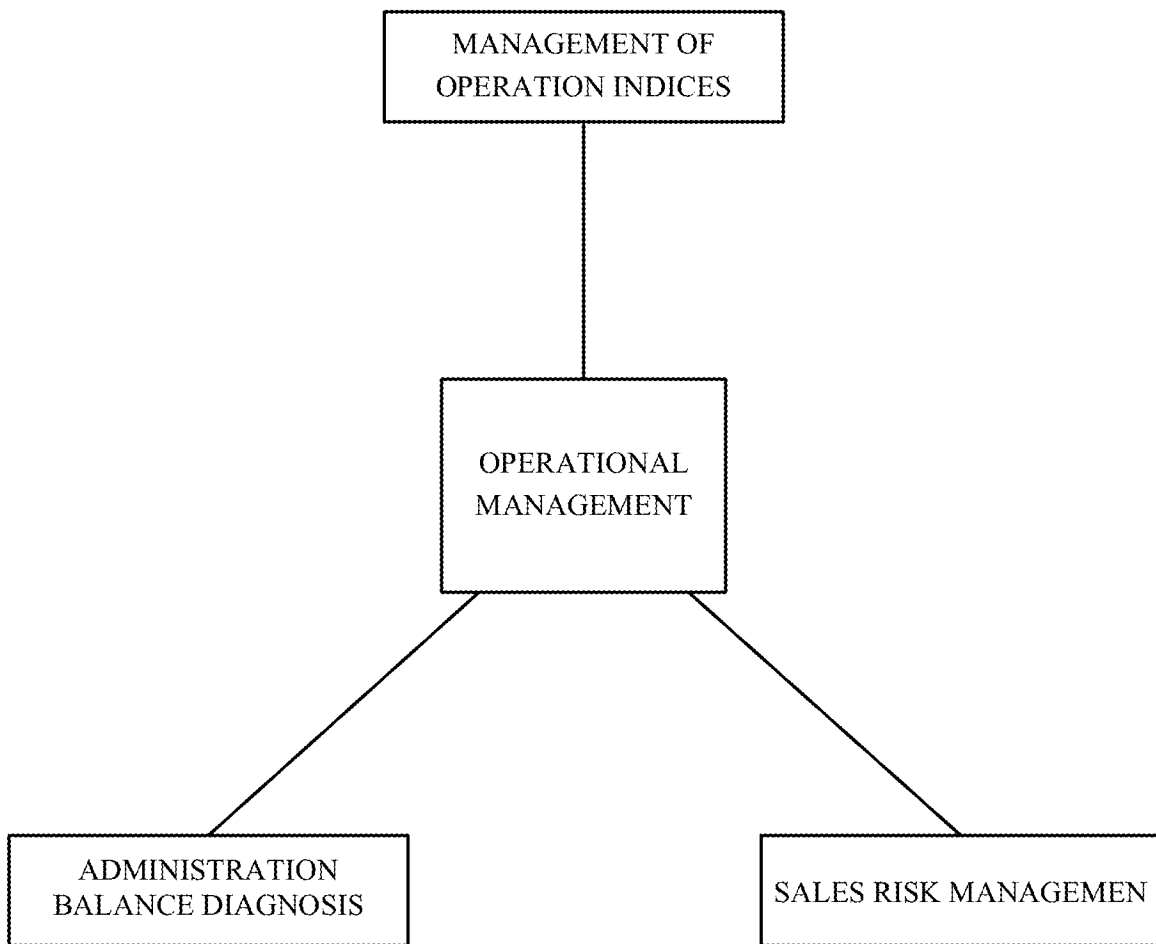 MANAGEMENT OF
OPERATION INDICES
OPERATIONAL
MANAGEMENT
ADMINISTRATION
BALANCE DIAGNOSIS
SALES RISK MANAGEMEN